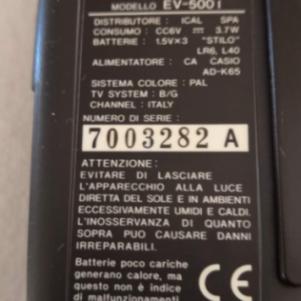 MODELLO EV-500 I
DISTRIBUTORE : ICAL SPA
CONSUMO : CC6V ⎓ 3.7W
BATTERIE : 1.5V×3 "STILO"
LR6, L40
ALIMENTATORE : CA CASIO
AD-K65
SISTEMA COLORE : PAL
TV SYSTEM : B/G
CHANNEL : ITALY
NUMERO DI SERIE :
7003282 A
ATTENZIONE :
EVITARE DI LASCIARE
L'APPARECCHIO ALLA LUCE
DIRETTA DEL SOLE E IN AMBIENTI
ECCESSIVAMENTE UMIDI E CALDI.
L'INOSSERVANZA DI QUANTO
SOPRA PUO CAUSARE DANNI
IRREPARABILI.
Batterie poco cariche
generano calore, ma
questo non è indice
di malfunzionamenti
CE